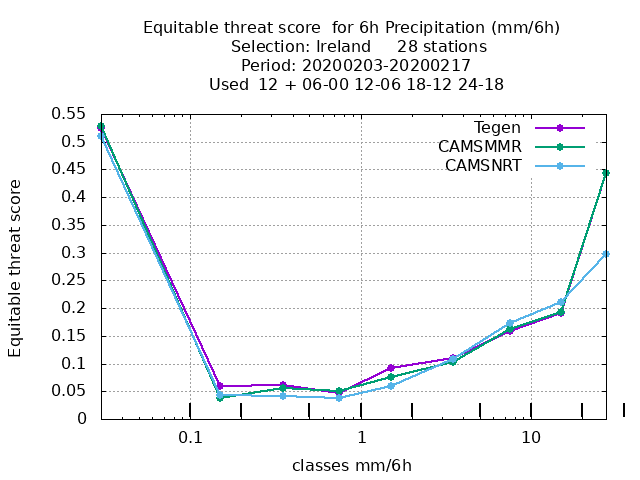 Equitable threat score  for 6h Precipitation (mm/6h)
Selection: Ireland     28 stations
Period: 20200203-20200217
Used  12 + 06-00 12-06 18-12 24-18
Equitable threat score
0.55
0.5
0.45
0.4
0.35
0.3
0.25
0.2
0.15
0.1
0.05
0
Tegen
CAMSMMR
CAMSNRT
0.1
1
10
classes mm/6h